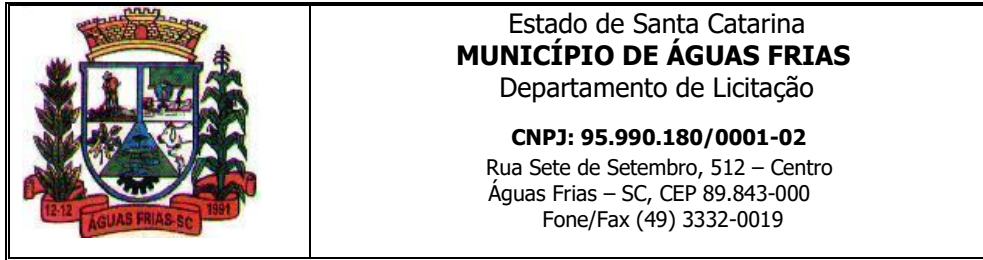 12-12
ÁGUAS FRIAS-SC
1991
Estado de Santa Catarina
MUNICÍPIO DE ÁGUAS FRIAS
Departamento de Licitação
CNPJ: 95.990.180/0001-02
Rua Sete de Setembro, 512 – Centro
Águas Frias – SC, CEP 89.843-000
Fone/Fax (49) 3332-0019